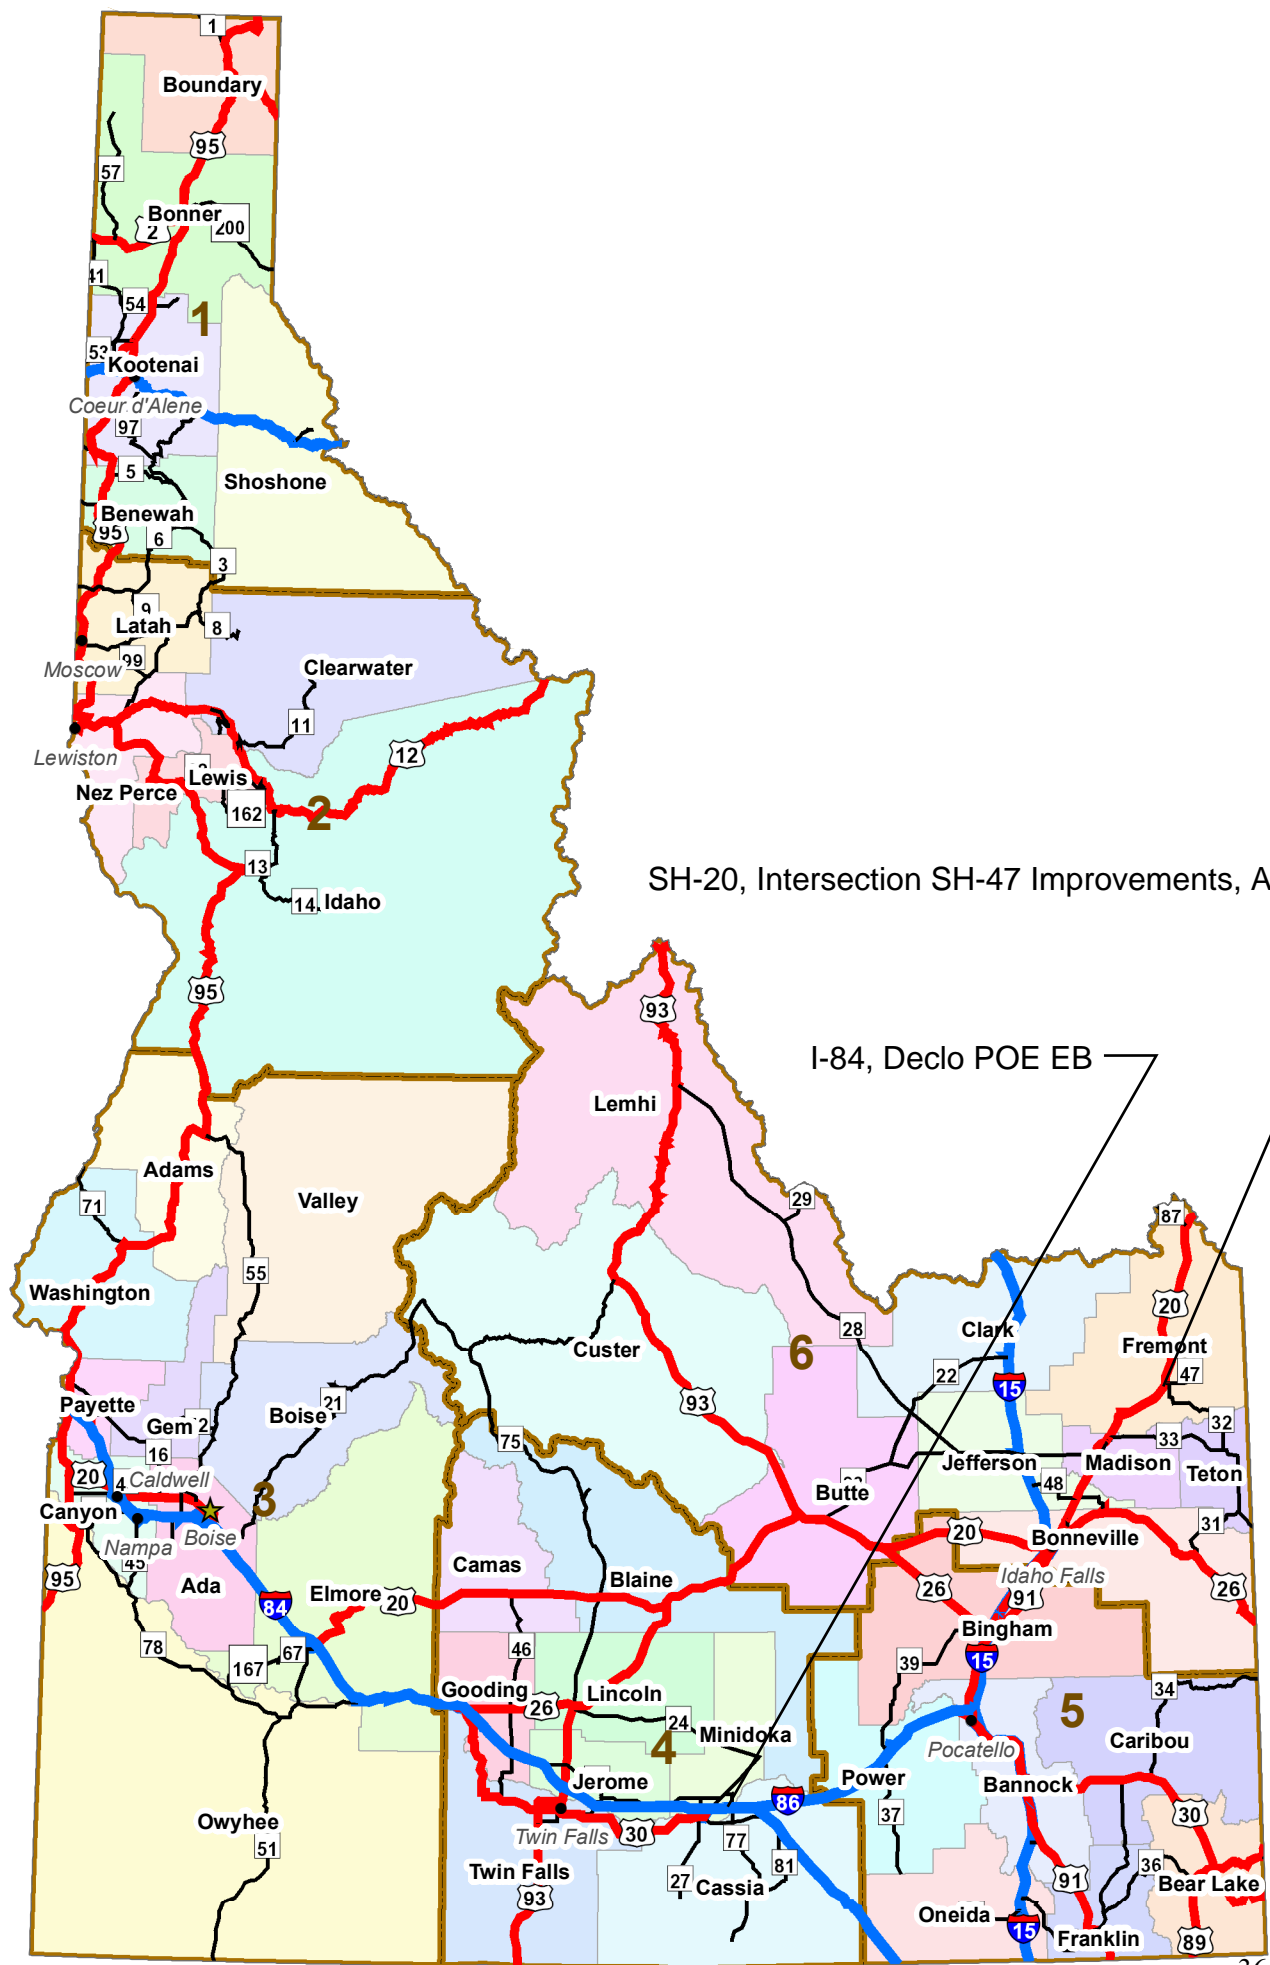 1
Boundary
95
57
Bonner
2
200
41
54
1
53
Kootenai
Coeur d'Alene
97
5
Shoshone
Benewah
95
6
3
9
Latah
8
99
Moscow
Clearwater
11
12
Lewiston
Lewis
Nez Perce
162
2
13
SH-20, Intersection SH-47 Improvements, A
14
Idaho
95
93
I-84, Declo POE EB
Lemhi
Adams
71
Valley
29
87
55
Washington
20
28
Clark
Fremont
Custer
6
22
47
15
93
Payette
21
Boise
Gem
32
75
16
33
Jefferson
Madison
Teton
20
Caldwell
48
4
3
Butte
Canyon
31
Boise
20
Bonneville
Nampa
45
Camas
Blaine
Idaho Falls
95
Ada
Elmore
20
26
26
84
91
Bingham
78
46
67
167
39
15
34
Gooding
Lincoln
26
24
5
Minidoka
4
Caribou
Pocatello
Jerome
Power
Bannock
86
30
37
Owyhee
Twin Falls
30
51
77
81
36
Twin Falls
27
Cassia
91
Bear Lake
93
Oneida
15
Franklin
89